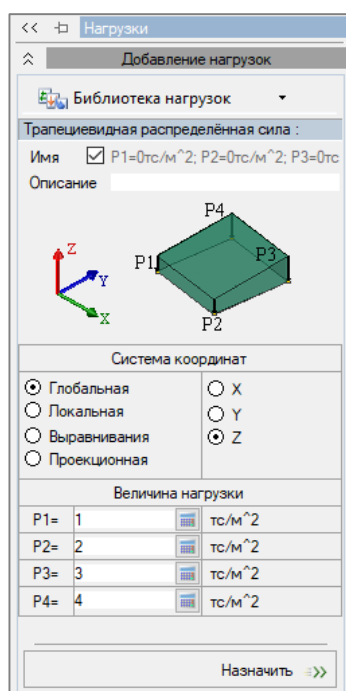 << Нагрузки
Добавление нагрузок
Библиотека нагрузок
Трапециевидная распределённая сила :
Имя P1=0тс/м^2; P2=0тс/м^2; P3=0тс
Описание
P4
Z
P1
P3
Y
X
P2
Система координат
Глобальная X
Локальная Y
Выравнивания Z
Проекционная
Величина нагрузки
P1= 1 тс/м^2
P2= 2 тс/м^2
P3= 3 тс/м^2
P4= 4 тс/м^2
Назначить